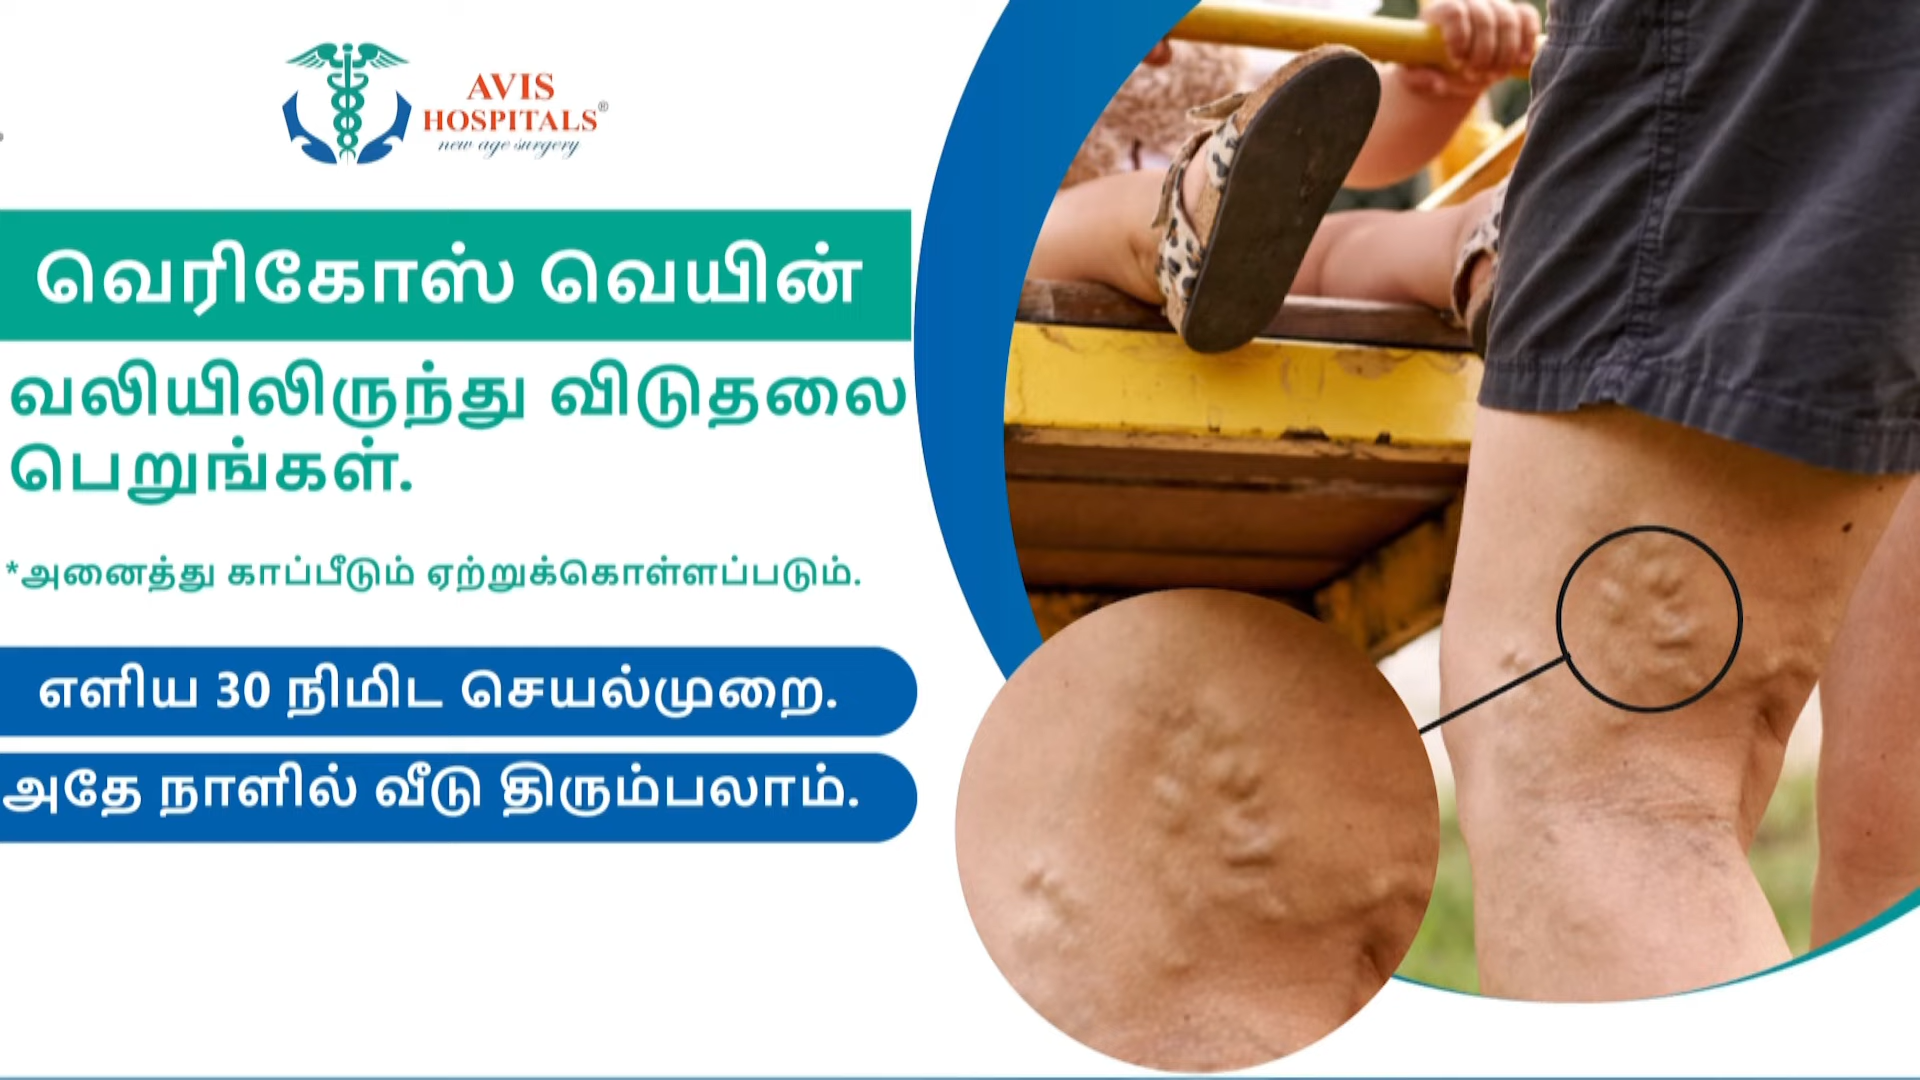 AVIS
HOSPITALS®
new age surgery
வெரிகோஸ் வெயின்
வலியிலிருந்து விடுதலை
பெறுங்கள்.
*அனைத்து காப்பீடும் ஏற்றுக்கொள்ளப்படும்.
எளிய 30 நிமிட செயல்முறை.
அதே நாளில் வீடு திரும்பலாம்.